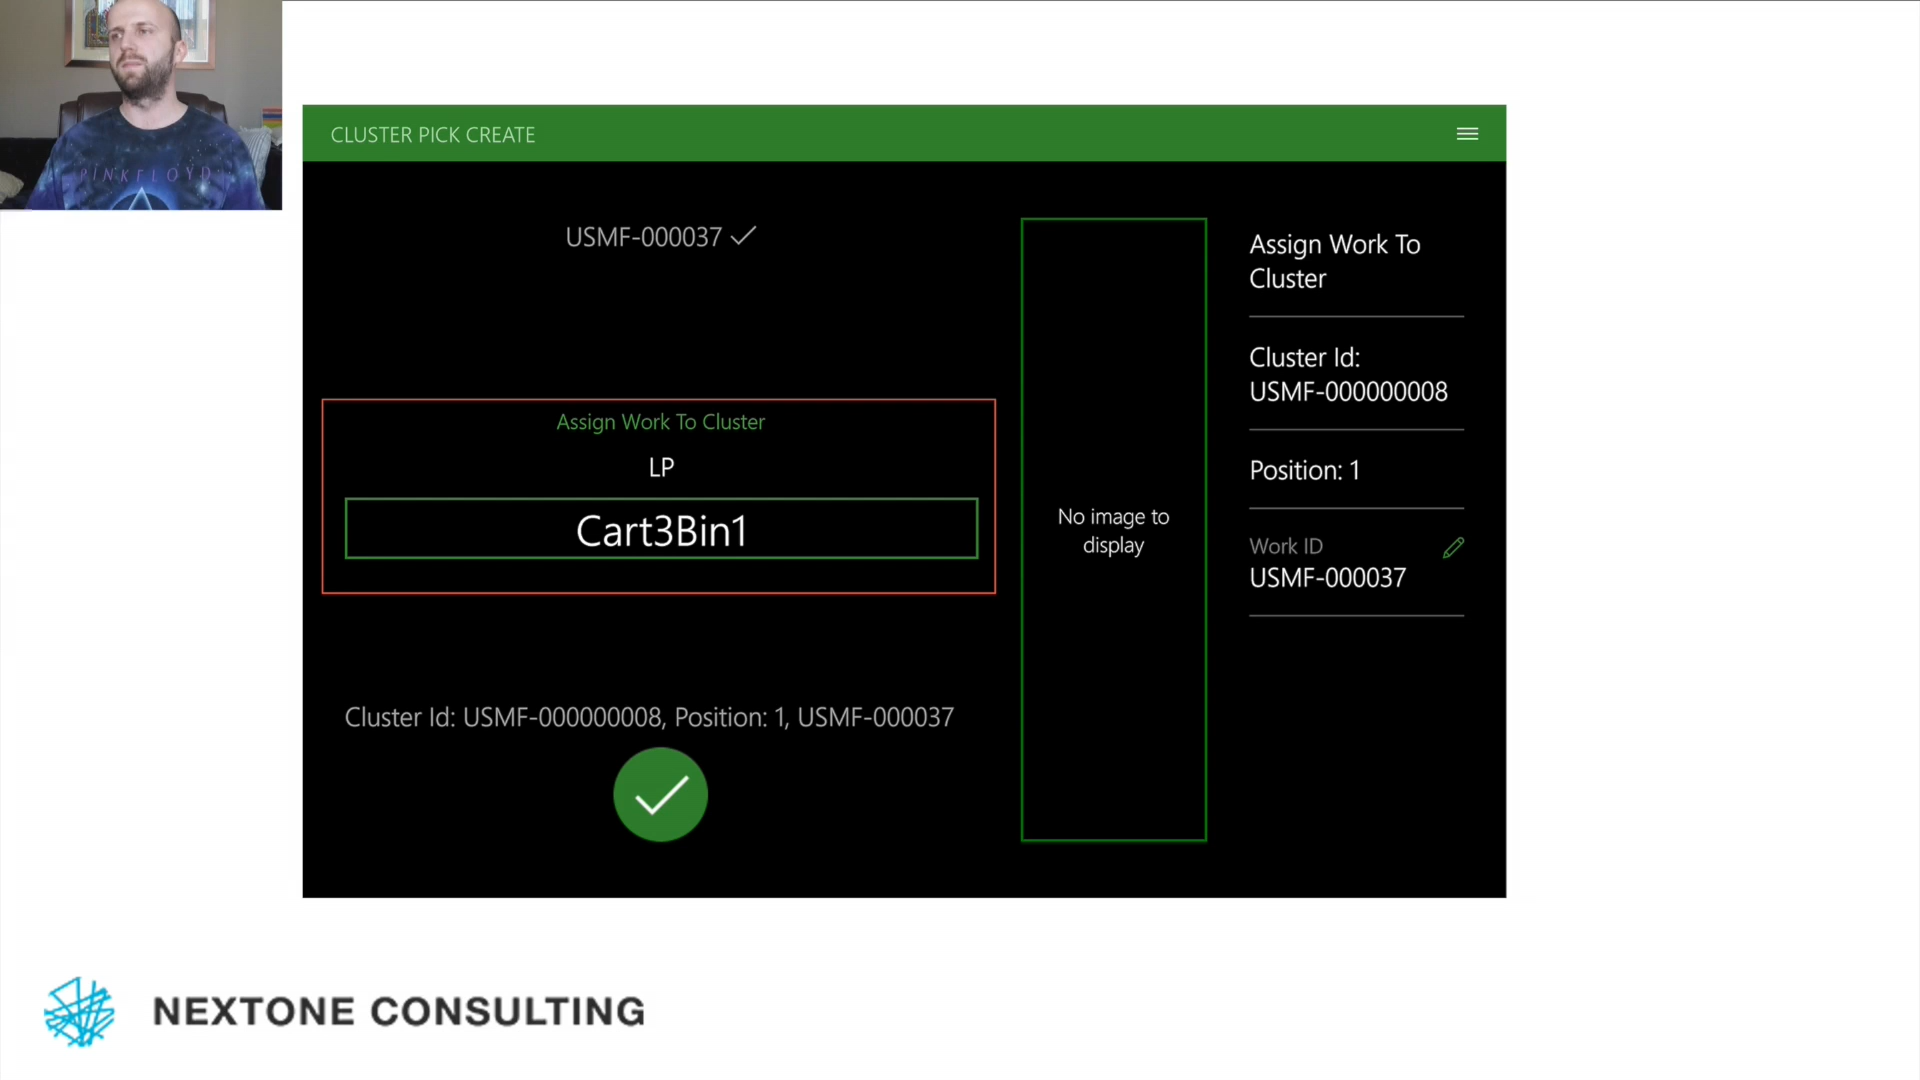 PINK FLOYD
CLUSTER PICK CREATE
USMF-000037
Assign Work To Cluster
LP
Cart3Bin1
Cluster Id: USMF-000000008, Position: 1, USMF-000037
No image to
display
Assign Work To
Cluster
Cluster Id:
USMF-000000008
Position: 1
Work ID
USMF-000037
NEXTONE CONSULTING